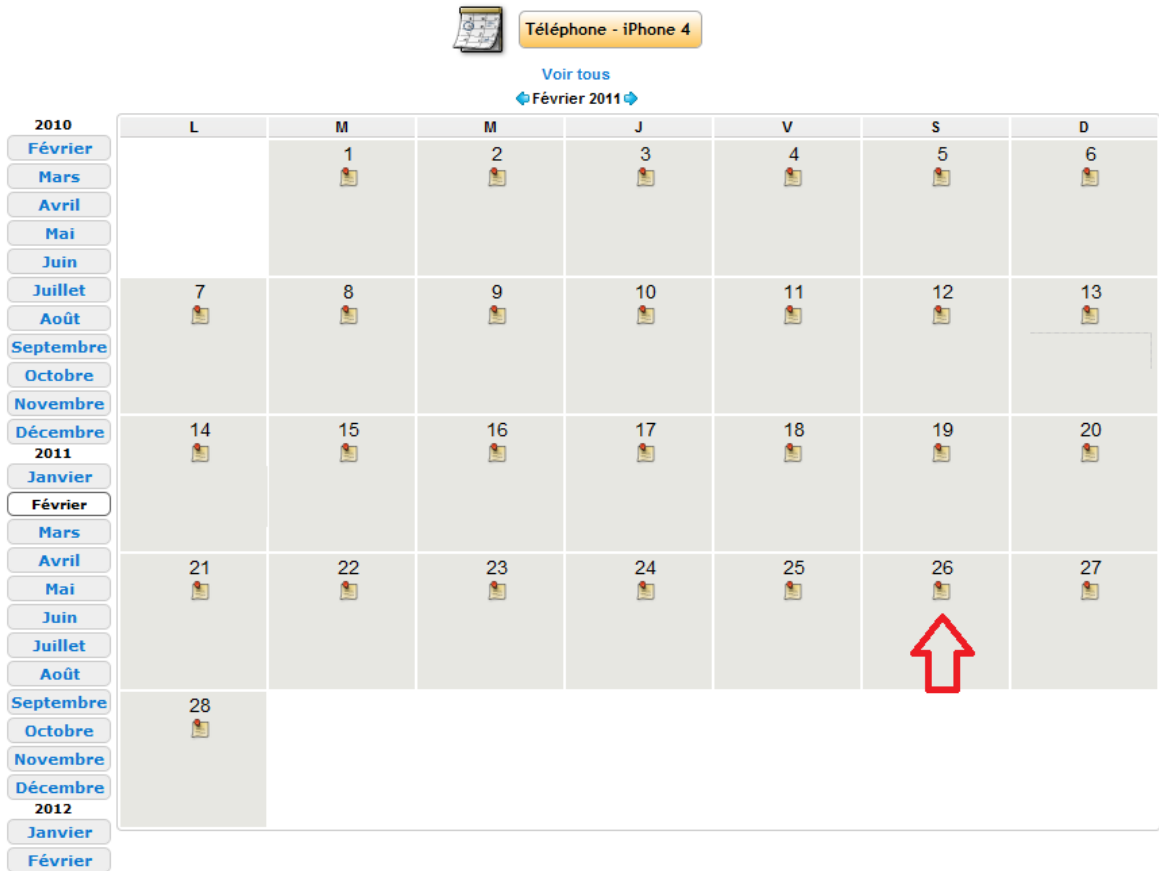 Téléphone - iPhone 4
Voir tous
Février 2011
2010
Février
Mars
Avril
Mai
Juin
Juillet
Août
Septembre
Octobre
Novembre
Décembre
2011
Janvier
Février
Mars
Avril
Mai
Juin
Juillet
Août
Septembre
Octobre
Novembre
Décembre
2012
Janvier
Février
L M M J V S D
1 2 3 4 5 6
7 8 9 10 11 12 13
14 15 16 17 18 19 20
21 22 23 24 25 26 27
28